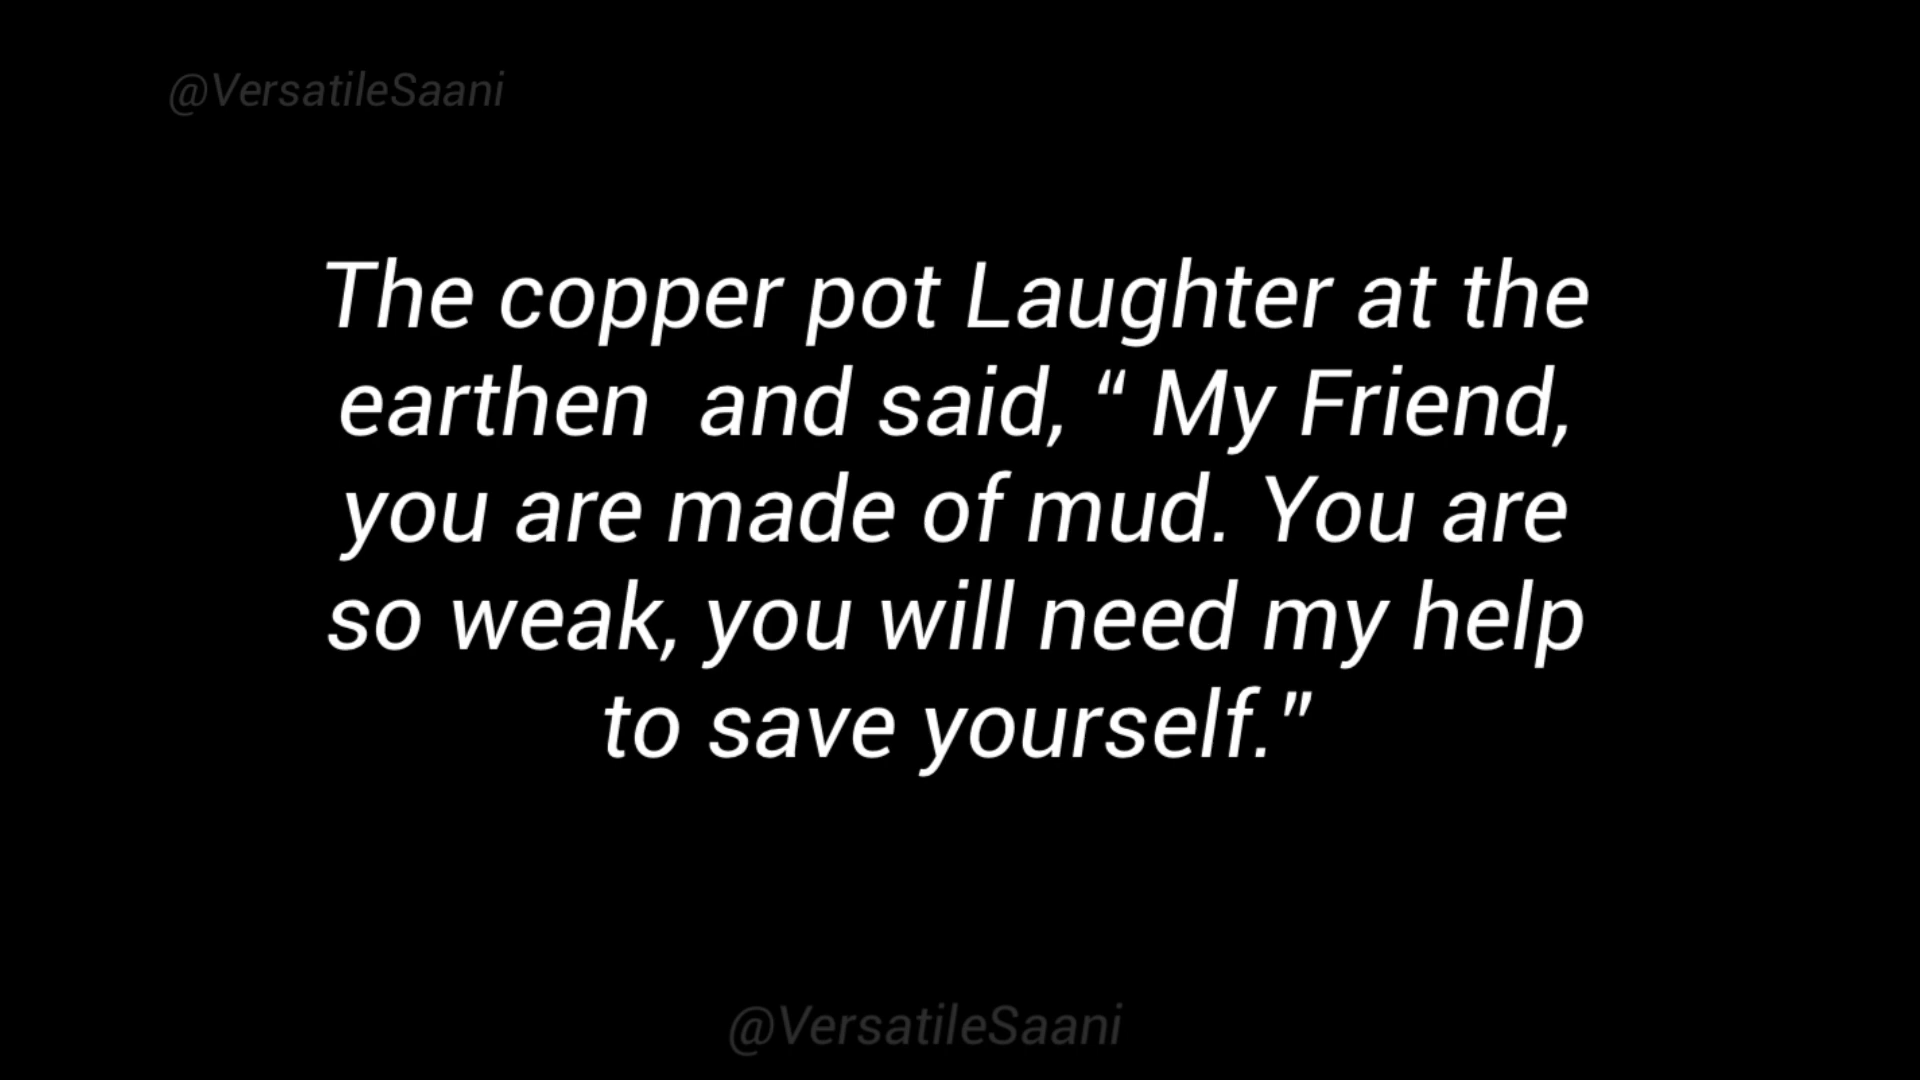 @VersatileSaani
The copper pot Laughter at the
earthen  and said, “ My Friend,
you are made of mud. You are
so weak, you will need my help
to save yourself.”
@VersatileSaani